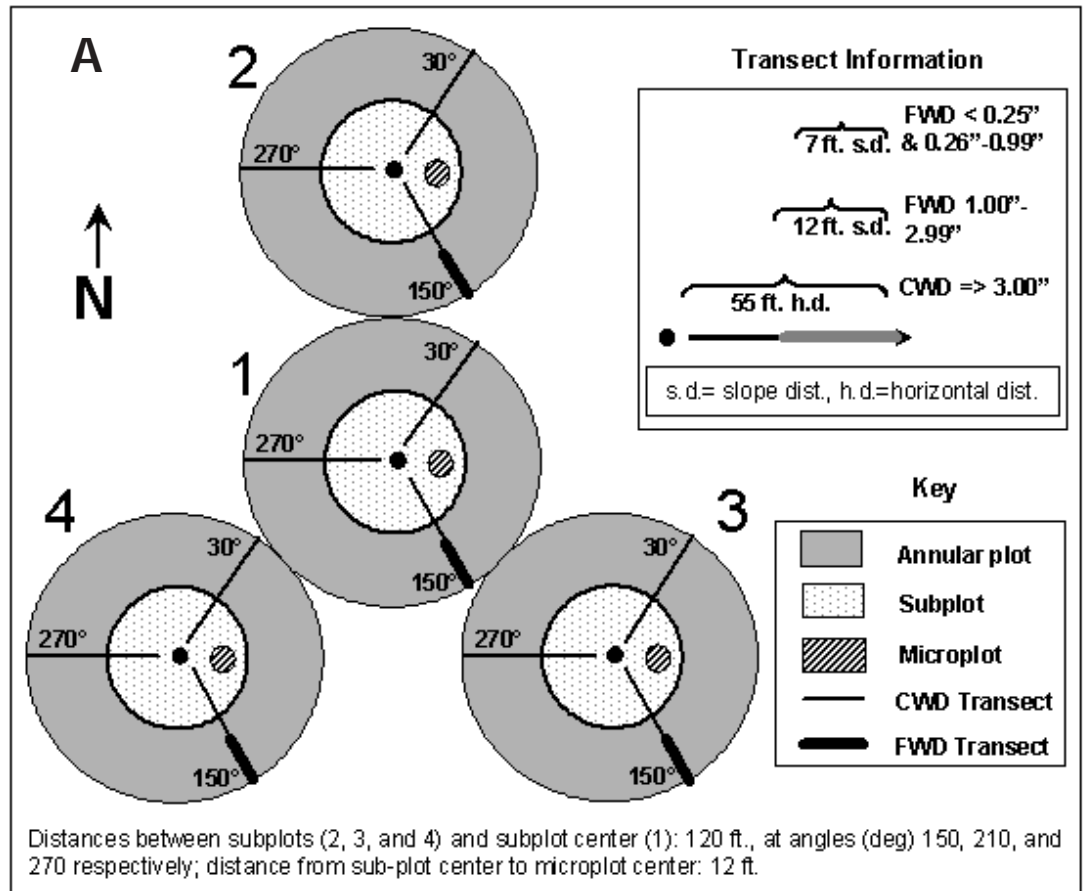 A
2
30°
270°
150°
N
1
30°
270°
150°
4
30°
270°
150°
3
30°
270°
150°
Transect Information
7 ft. s.d.
FWD < 0.25”
& 0.26”-0.99”
12 ft. s.d.
FWD 1.00”-
2.99”
55 ft. h.d.
CWD => 3.00”
s.d.= slope dist., h.d.=horizontal dist.
Key
Annular plot
Subplot
Microplot
CWD Transect
FWD Transect
Distances between subplots (2, 3, and 4) and subplot center (1): 120 ft., at angles (deg) 150, 210, and
270 respectively; distance from sub-plot center to microplot center: 12 ft.